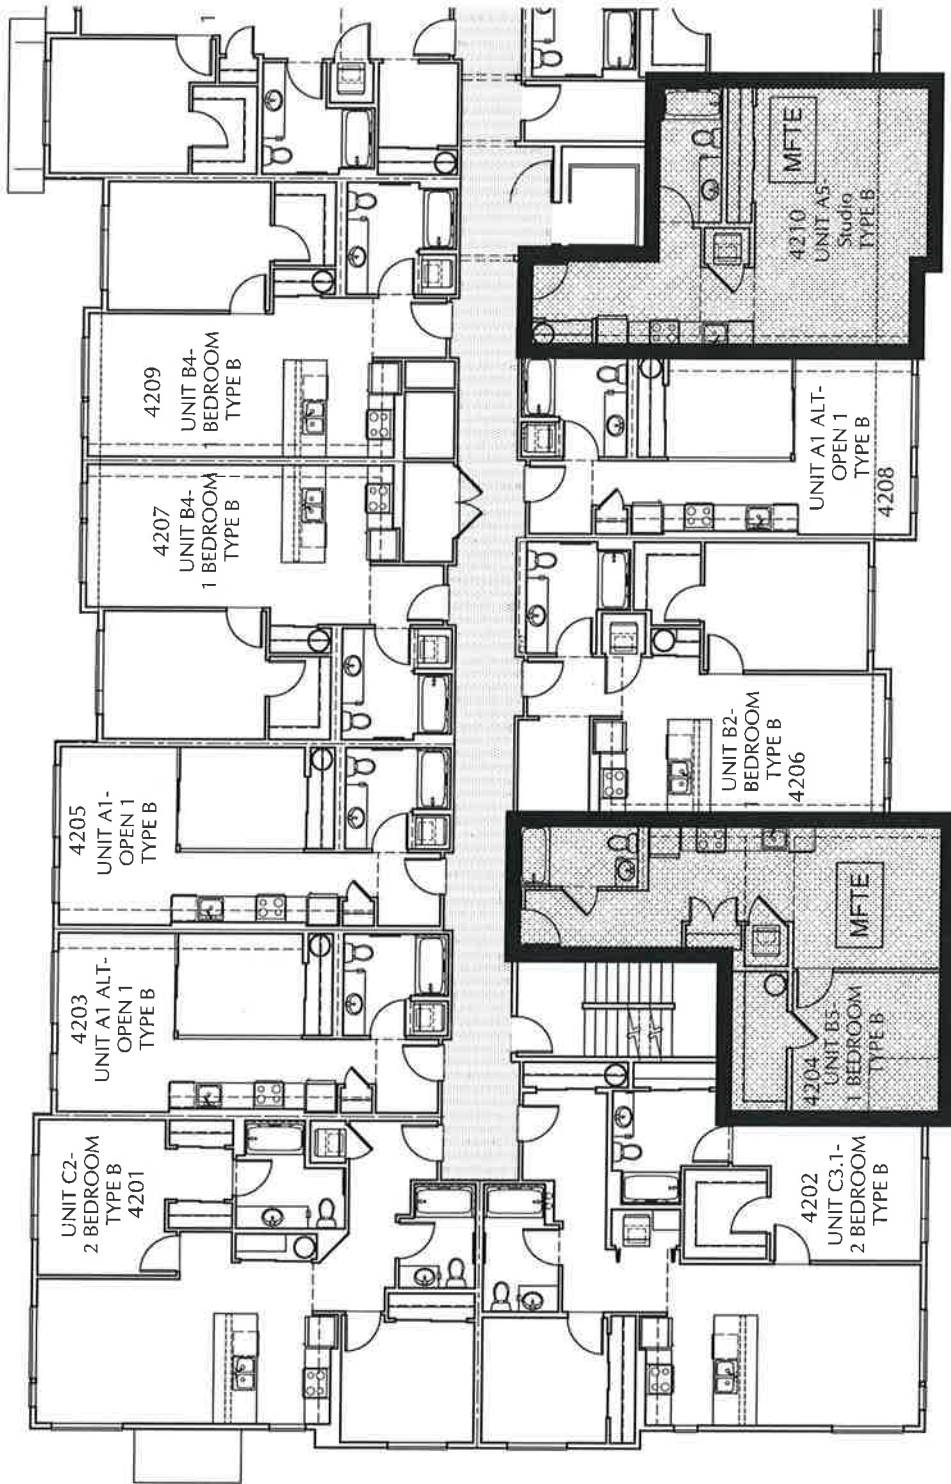 1
4209
UNIT B4-
1 BEDROOM
TYPE B
4207
UNIT B4-
1 BEDROOM
TYPE B
4205
UNIT A1-
OPEN 1
TYPE B
4203
UNIT A1 ALT-
OPEN 1
TYPE B
UNIT C2-
2 BEDROOM
TYPE B
4201
MFTE
4210
UNIT A5-
Studio
TYPE B
UNIT A1 ALT-
OPEN 1
TYPE B
4208
UNIT B2-
1 BEDROOM
TYPE B
4206
MFTE
4204
UNIT B5-
1 BEDROOM
TYPE B
4202
UNIT C3.1-
2 BEDROOM
TYPE B